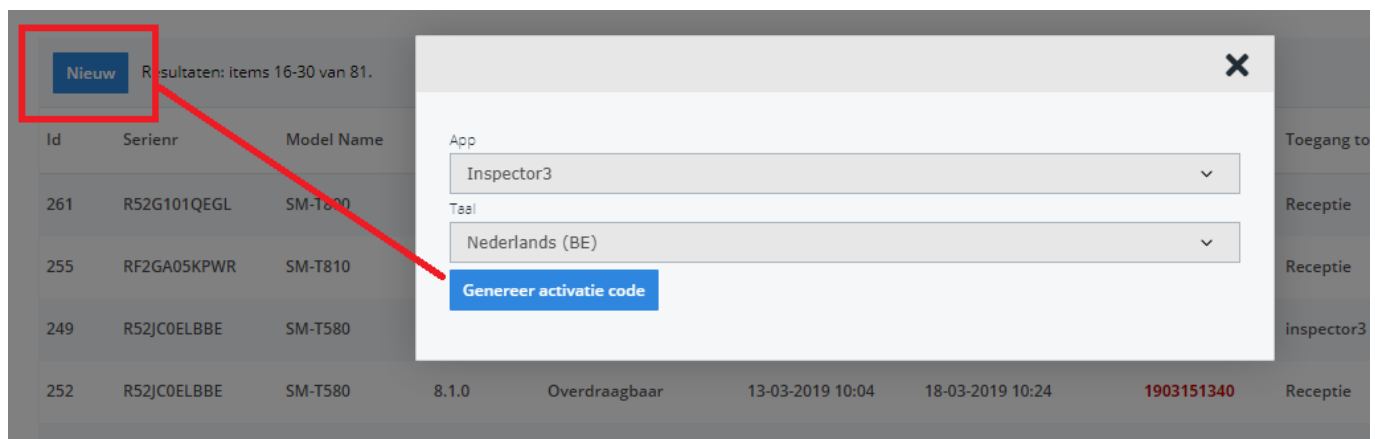 Nieuw Resultaten: items 16-30 van 81.
Id Serienr Model Name Toegang to
App
Inspector3
261 R52G101QEGL SM-T800 Receptie
Taal
Nederlands (BE)
255 RF2GA05KPWR SM-T810 Receptie
Genereer activatie code
249 R52JC0ELBBE SM-T580 inspector3
252 R52JC0ELBBE SM-T580 8.1.0 Overdraagbaar 13-03-2019 10:04 18-03-2019 10:24 1903151340 Receptie